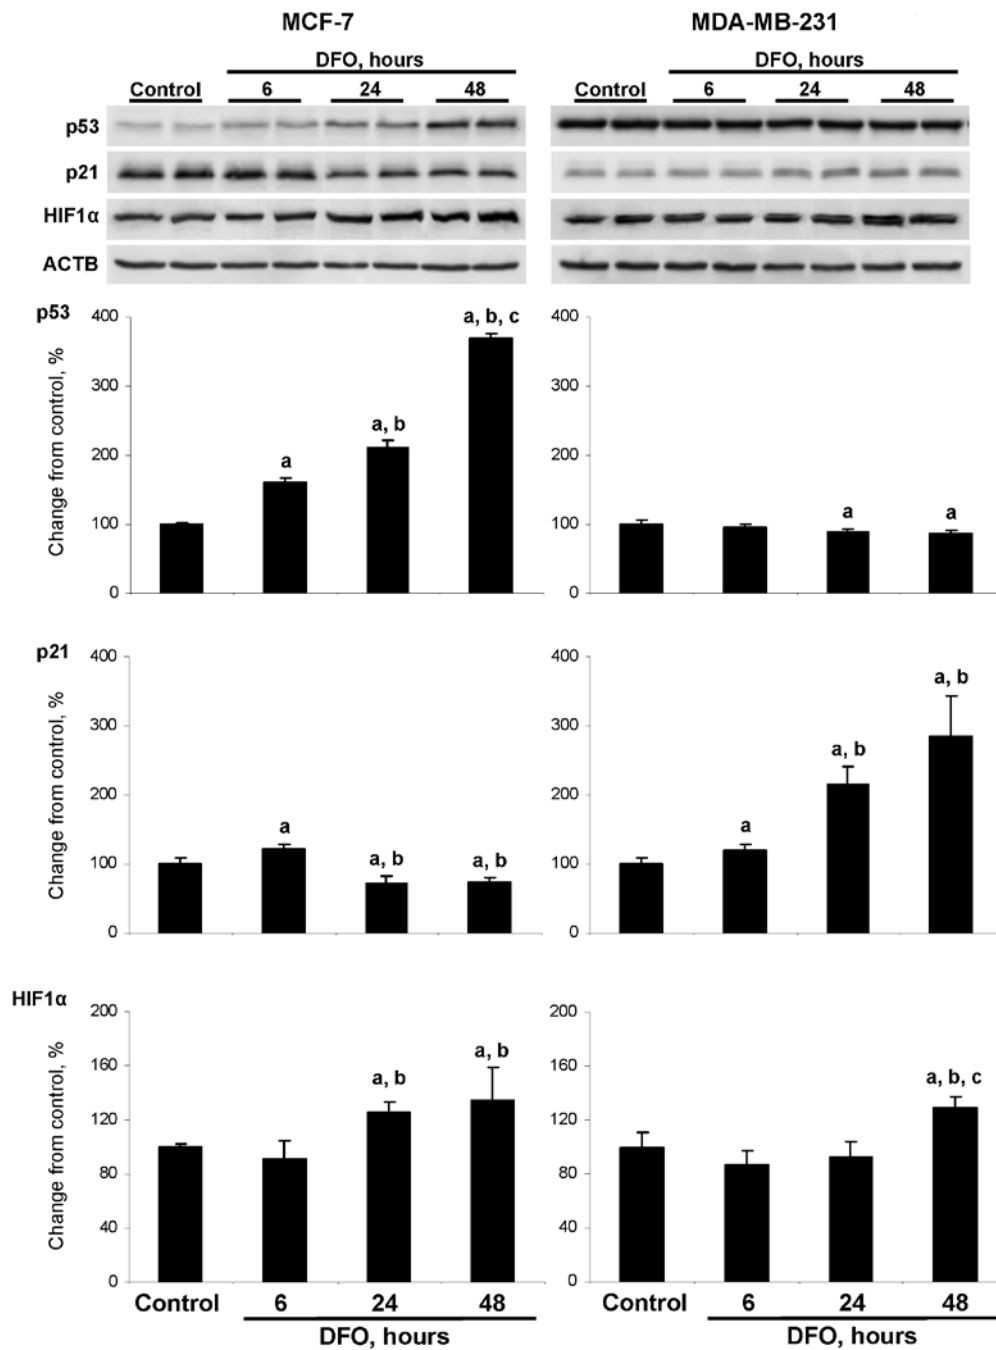 MCF-7 MDA-MB-231
DFO, hours DFO, hours
Control 6 24 48 Control 6 24 48
p53
p21
HIF1α
ACTB
p53
Change from control, %
400
300
200
100
0
a
a, b
a, b, c
400
300
200
100
0
a
a
p21
Change from control, %
400
300
200
100
0
a
a, b
a, b
400
300
200
100
0
a
a, b
a, b
HIF1α
Change from control, %
200
160
120
80
40
0
a, b
a, b
200
160
120
80
40
0
a, b, c
Control 6 24 48 Control 6 24 48
DFO, hours DFO, hours